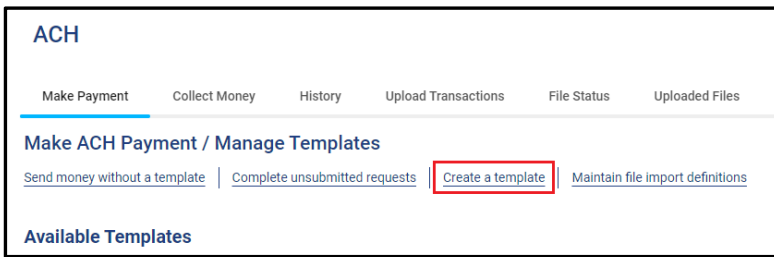 ACH
Make Payment Collect Money History Upload Transactions File Status Uploaded Files
Make ACH Payment / Manage Templates
Send money without a template | Complete unsubmitted requests | Create a template | Maintain file import definitions
Available Templates